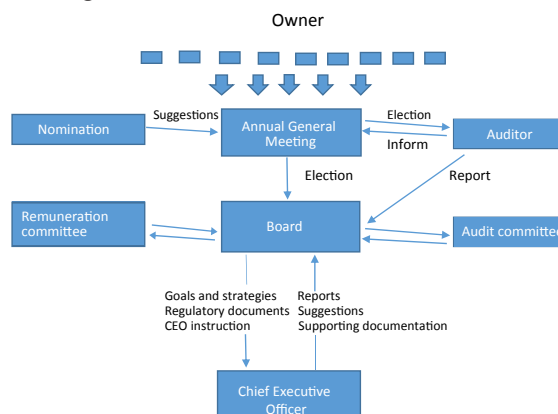 Owner
Suggestions
Nomination
Annual General
Meeting
Election
Inform
Auditor
Election
Report
Remuneration
committee
Board
Audit committee
Goals and strategies
Regulatory documents
CEO instruction
Reports
Suggestions
Supporting documentation
Chief Executive
Officer